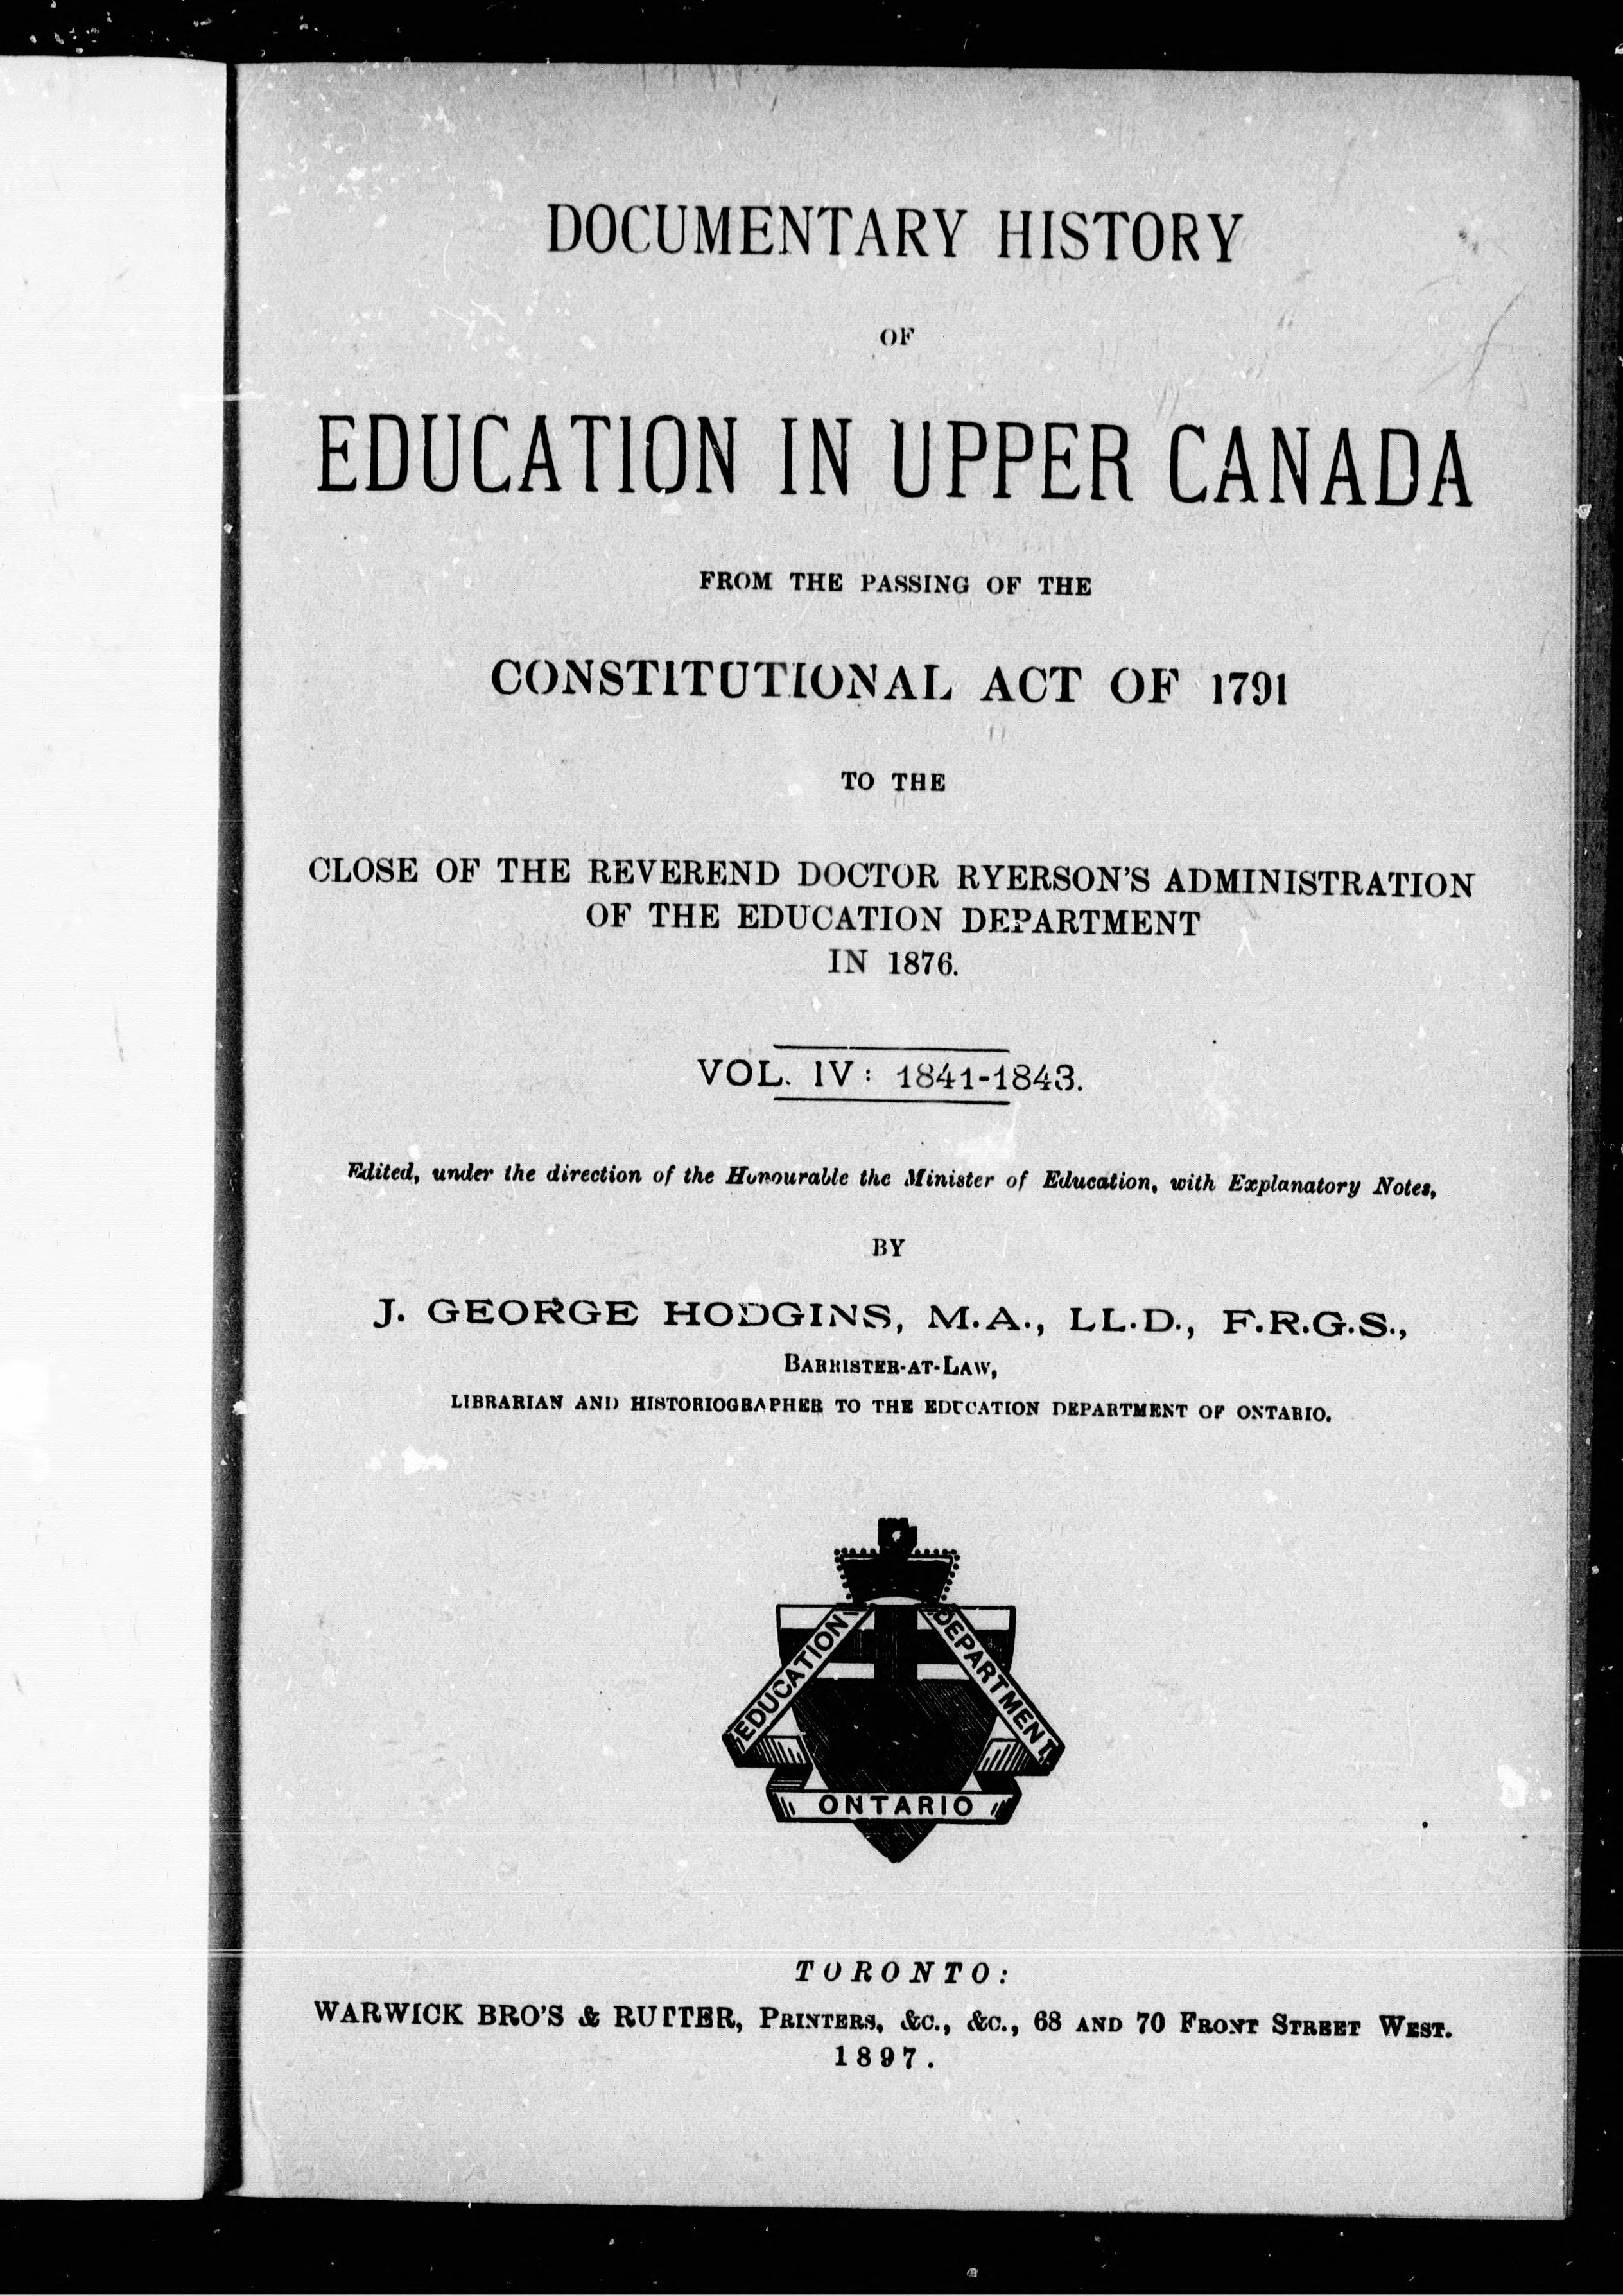 DOCUMENTARY HISTORY
OF
EDUCATION IN UPPER CANADA
FROM THE PASSING OF THE
CONSTITUTIONAL ACT OF 1791
TO THE
CLOSE OF THE REVEREND DOCTOR RYERSON'S ADMINISTRATION
OF THE EDUCATION DEPARTMENT
IN 1876.
VOL. IV: 1841-1843.
Edited, under the direction of the Honourable the Minister of Education, with Explanatory Notes,
BY
J. GEORGE HODGINS, M.A., LL.D., F.R.G.S.,
BARRISTER-AT-LAW,
LIBRARIAN AND HISTORIOGRAPHER TO THE EDUCATION DEPARTMENT OF ONTARIO.
EDUCATION DEPARTMENT
ONTARIO
TORONTO:
WARWICK BRO'S & RUTTER, PRINTERS, &C., &C., 68 AND 70 FRONT STREET WEST.
1897.